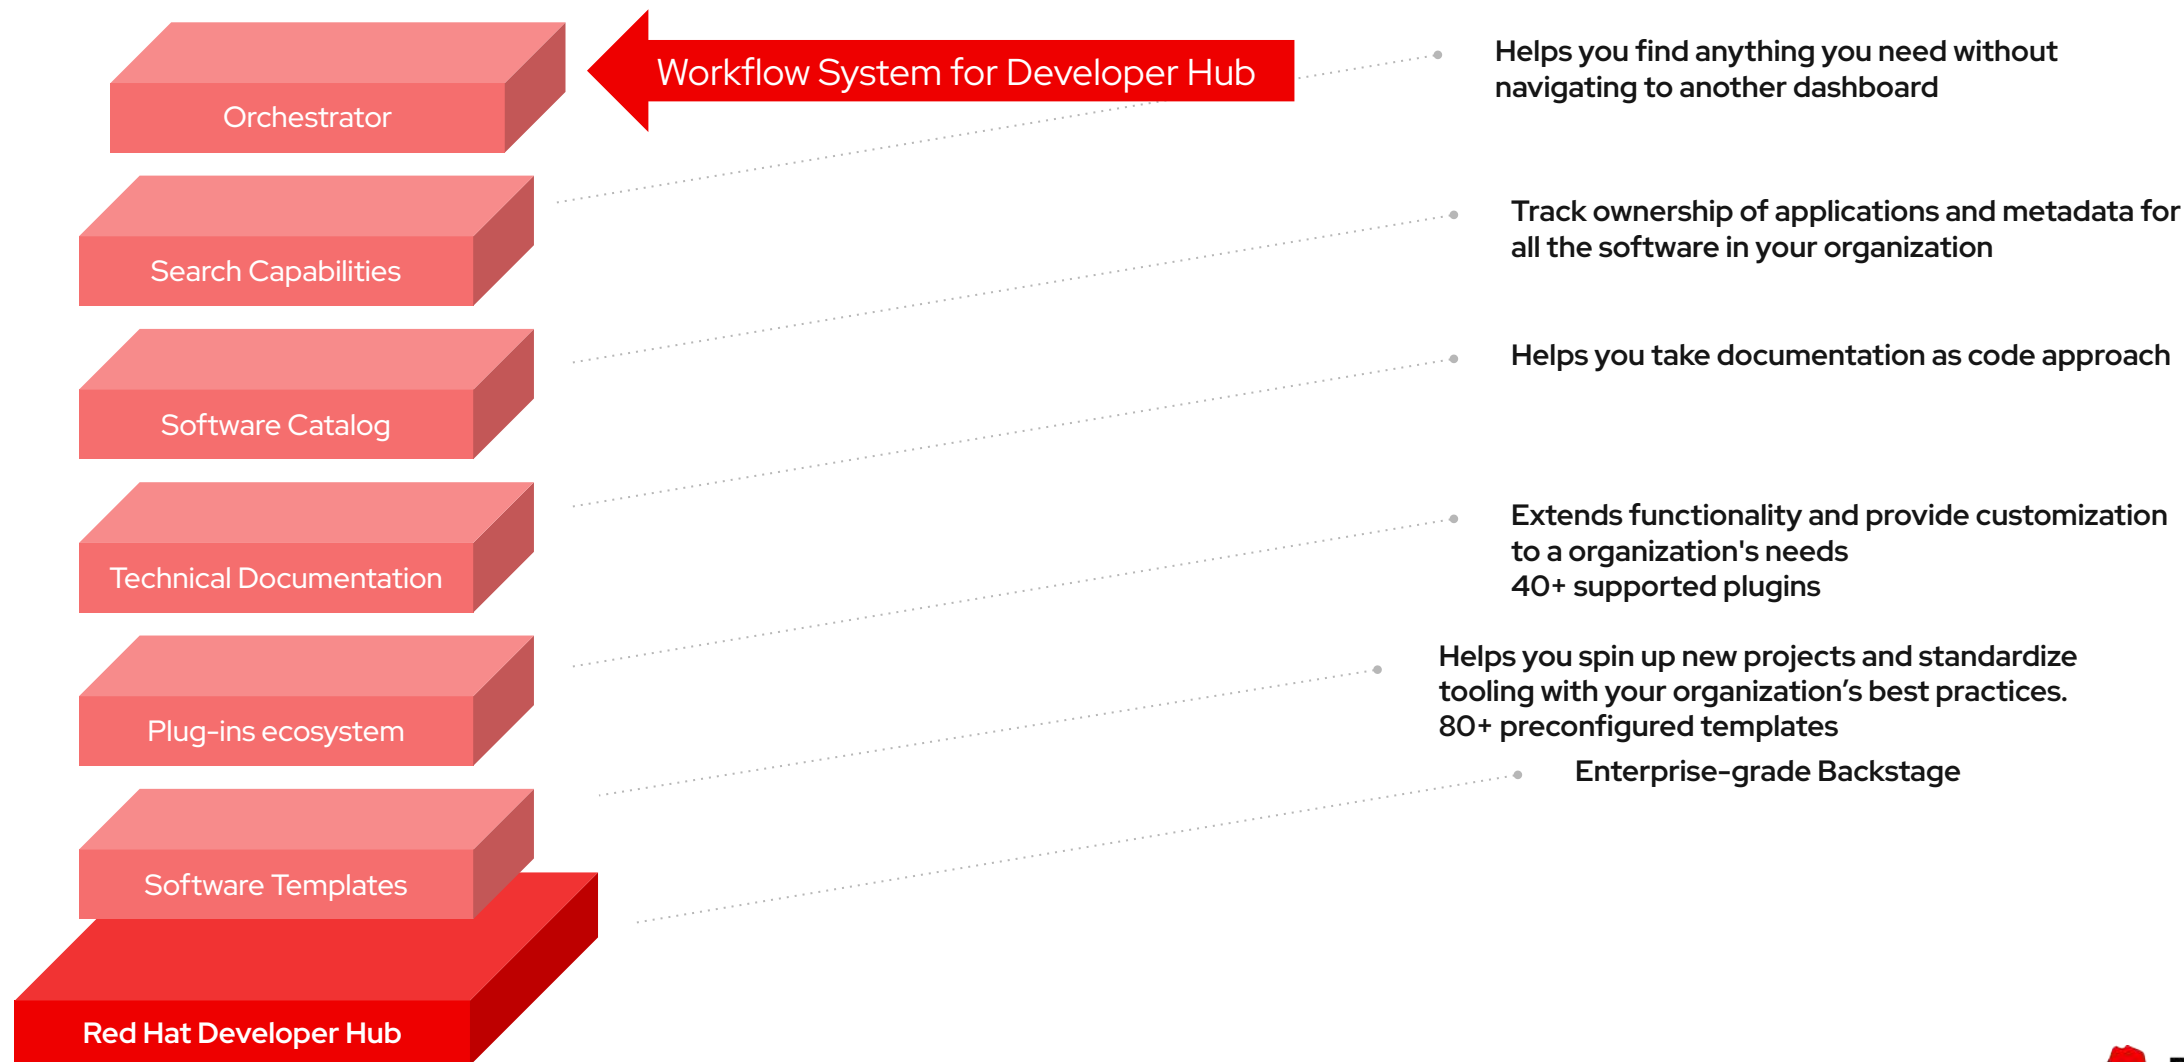 Orchestrator
Workflow System for Developer Hub
Helps you find anything you need without
navigating to another dashboard
Search Capabilities
Track ownership of applications and metadata for
all the software in your organization
Software Catalog
Helps you take documentation as code approach
Technical Documentation
Extends functionality and provide customization
to a organization's needs
40+ supported plugins
Plug-ins ecosystem
Helps you spin up new projects and standardize
tooling with your organization’s best practices.
80+ preconfigured templates
Software Templates
Enterprise-grade Backstage
Red Hat Developer Hub